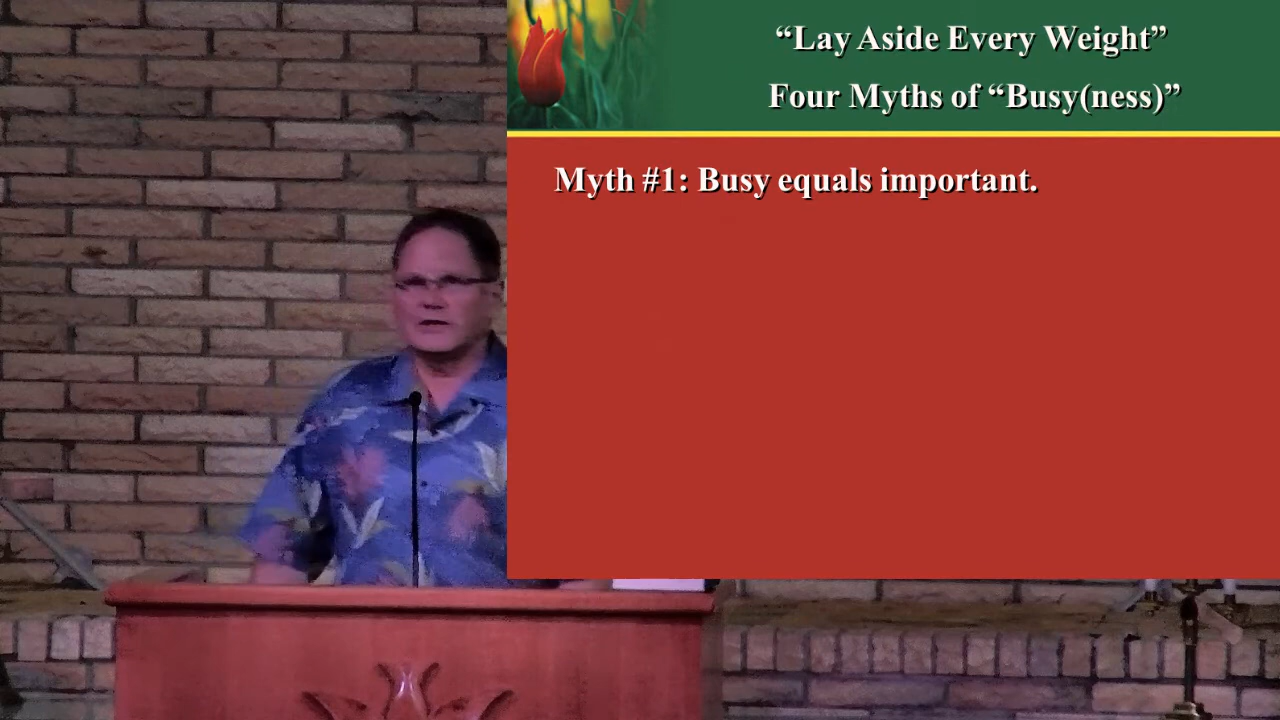 “Lay Aside Every Weight”
Four Myths of “Busy(ness)”
Myth #1: Busy equals important.